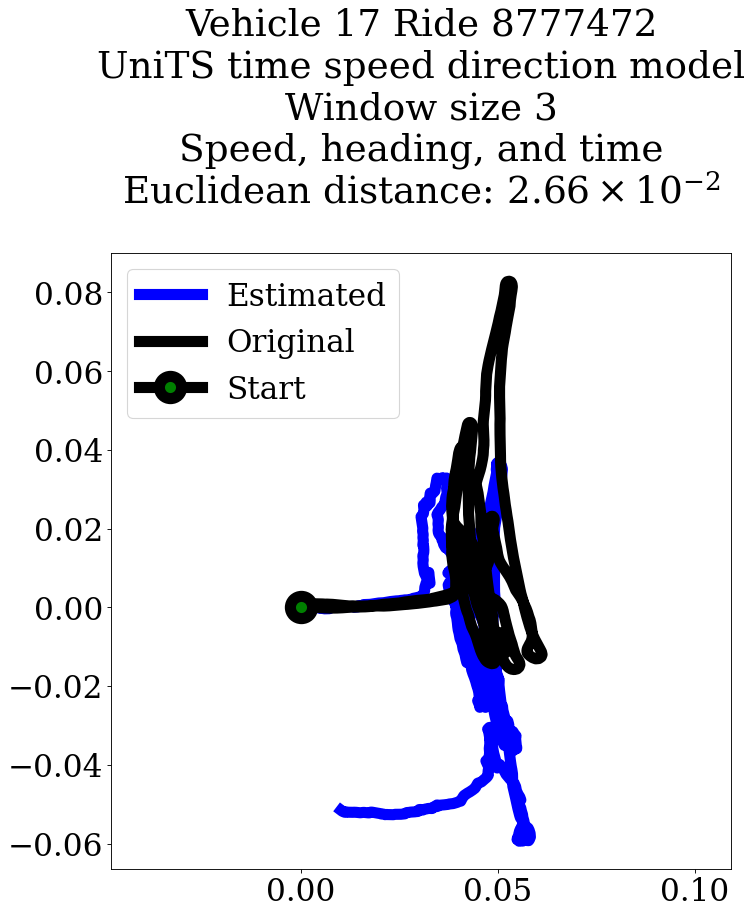 Vehicle 17 Ride 8777472
UniTS time speed direction model
Window size 3
Speed, heading, and time
Euclidean distance: 2.66 × 10⁻²
Estimated
Original
Start
0.08
0.06
0.04
0.02
0.00
−0.02
−0.04
−0.06
0.00 0.05 0.10